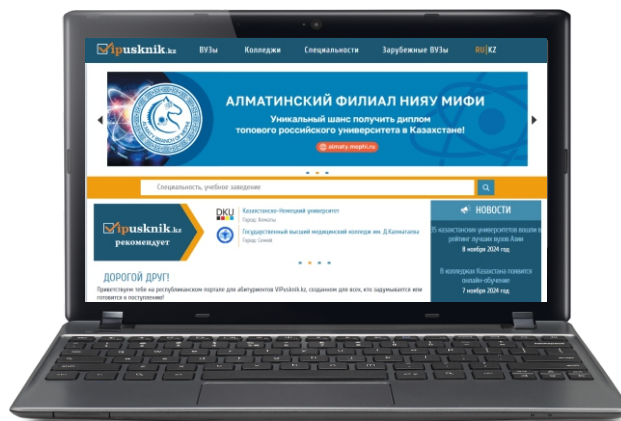 Vipusknik.kz
ВУЗы
Колледжи
Специальности
Зарубежные ВУЗы
RU|KZ
АЛМАТИНСКИЙ ФИЛИАЛ НИЯУ МИФИ
Уникальный шанс получить диплом
топового российского университета в Казахстане!
almaty.mephi.ru
Специальность, учебное заведение
Vipusknik.kz
рекомендует
DKU
Казахстанско-Немецкий университет
Город: Алматы
Государственный высший медицинский колледж им. Д.Калматаева
Город: Семей
НОВОСТИ
35 казахстанских университетов вошли в
рейтинг лучших вузов Азии
8 ноября 2024 год
В колледжах Казахстана появится
онлайн-обучение
7 ноября 2024 год
ДОРОГОЙ ДРУГ!
Приветствуем тебя на республиканском портале для абитуриентов VIPusknik.kz, созданном для всех, кто задумывается или
готовится к поступлению!